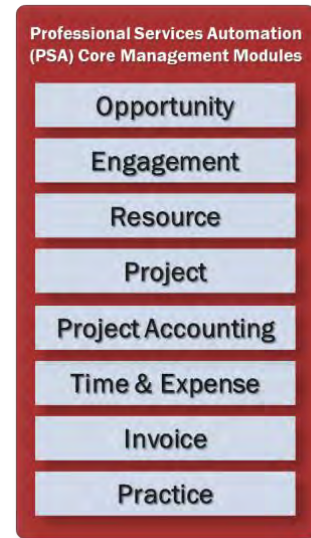 Professional Services Automation
(PSA) Core Management Modules
Opportunity
Engagement
Resource
Project
Project Accounting
Time & Expense
Invoice
Practice